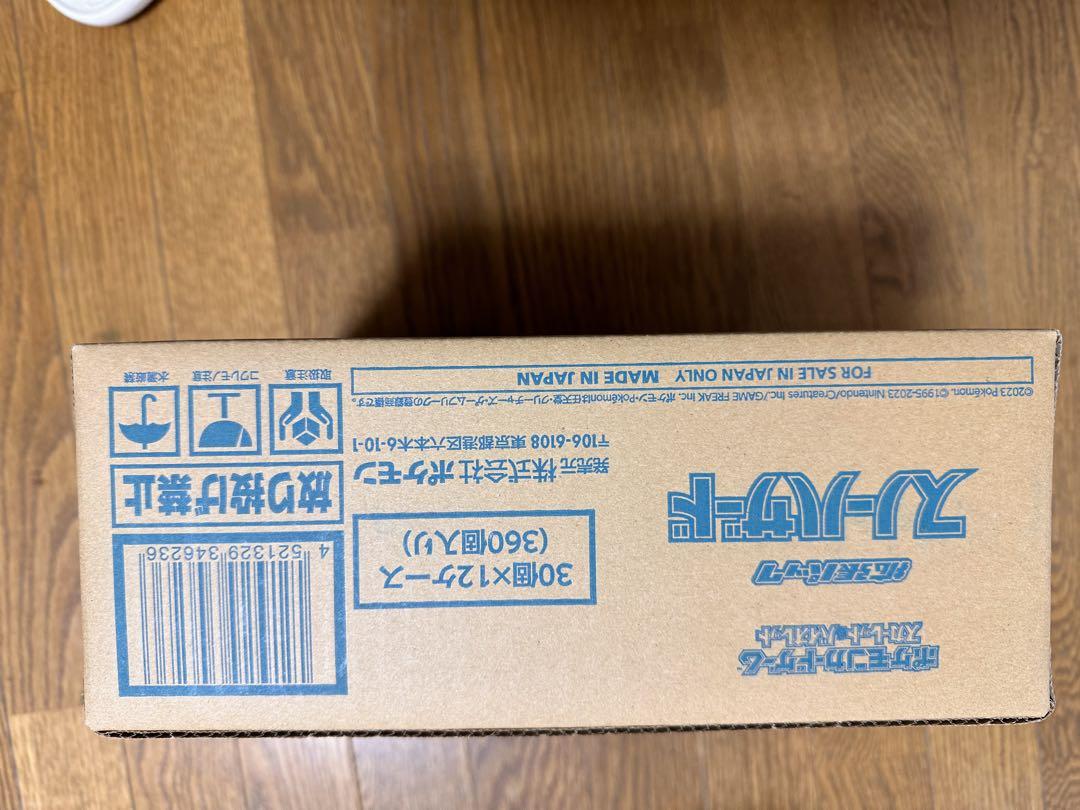 ポケモンカードゲーム
スカーレット&バイオレット
拡張パック
スノーハザード
30個×12ケース
(360個入り)
発売元 株式会社 ポケモン
〒106-6108 東京都港区六本木6-10-1
©2023 Pokémon. ©1995-2023 Nintendo/Creatures Inc./GAME FREAK Inc. ポケモン・Pokémonは任天堂・クリーチャーズ・ゲームフリークの登録商標です。
FOR SALE IN JAPAN ONLY MADE IN JAPAN
4 521329 346236
放り投げ禁止
取扱注意
コワレモノ注意
水濡厳禁